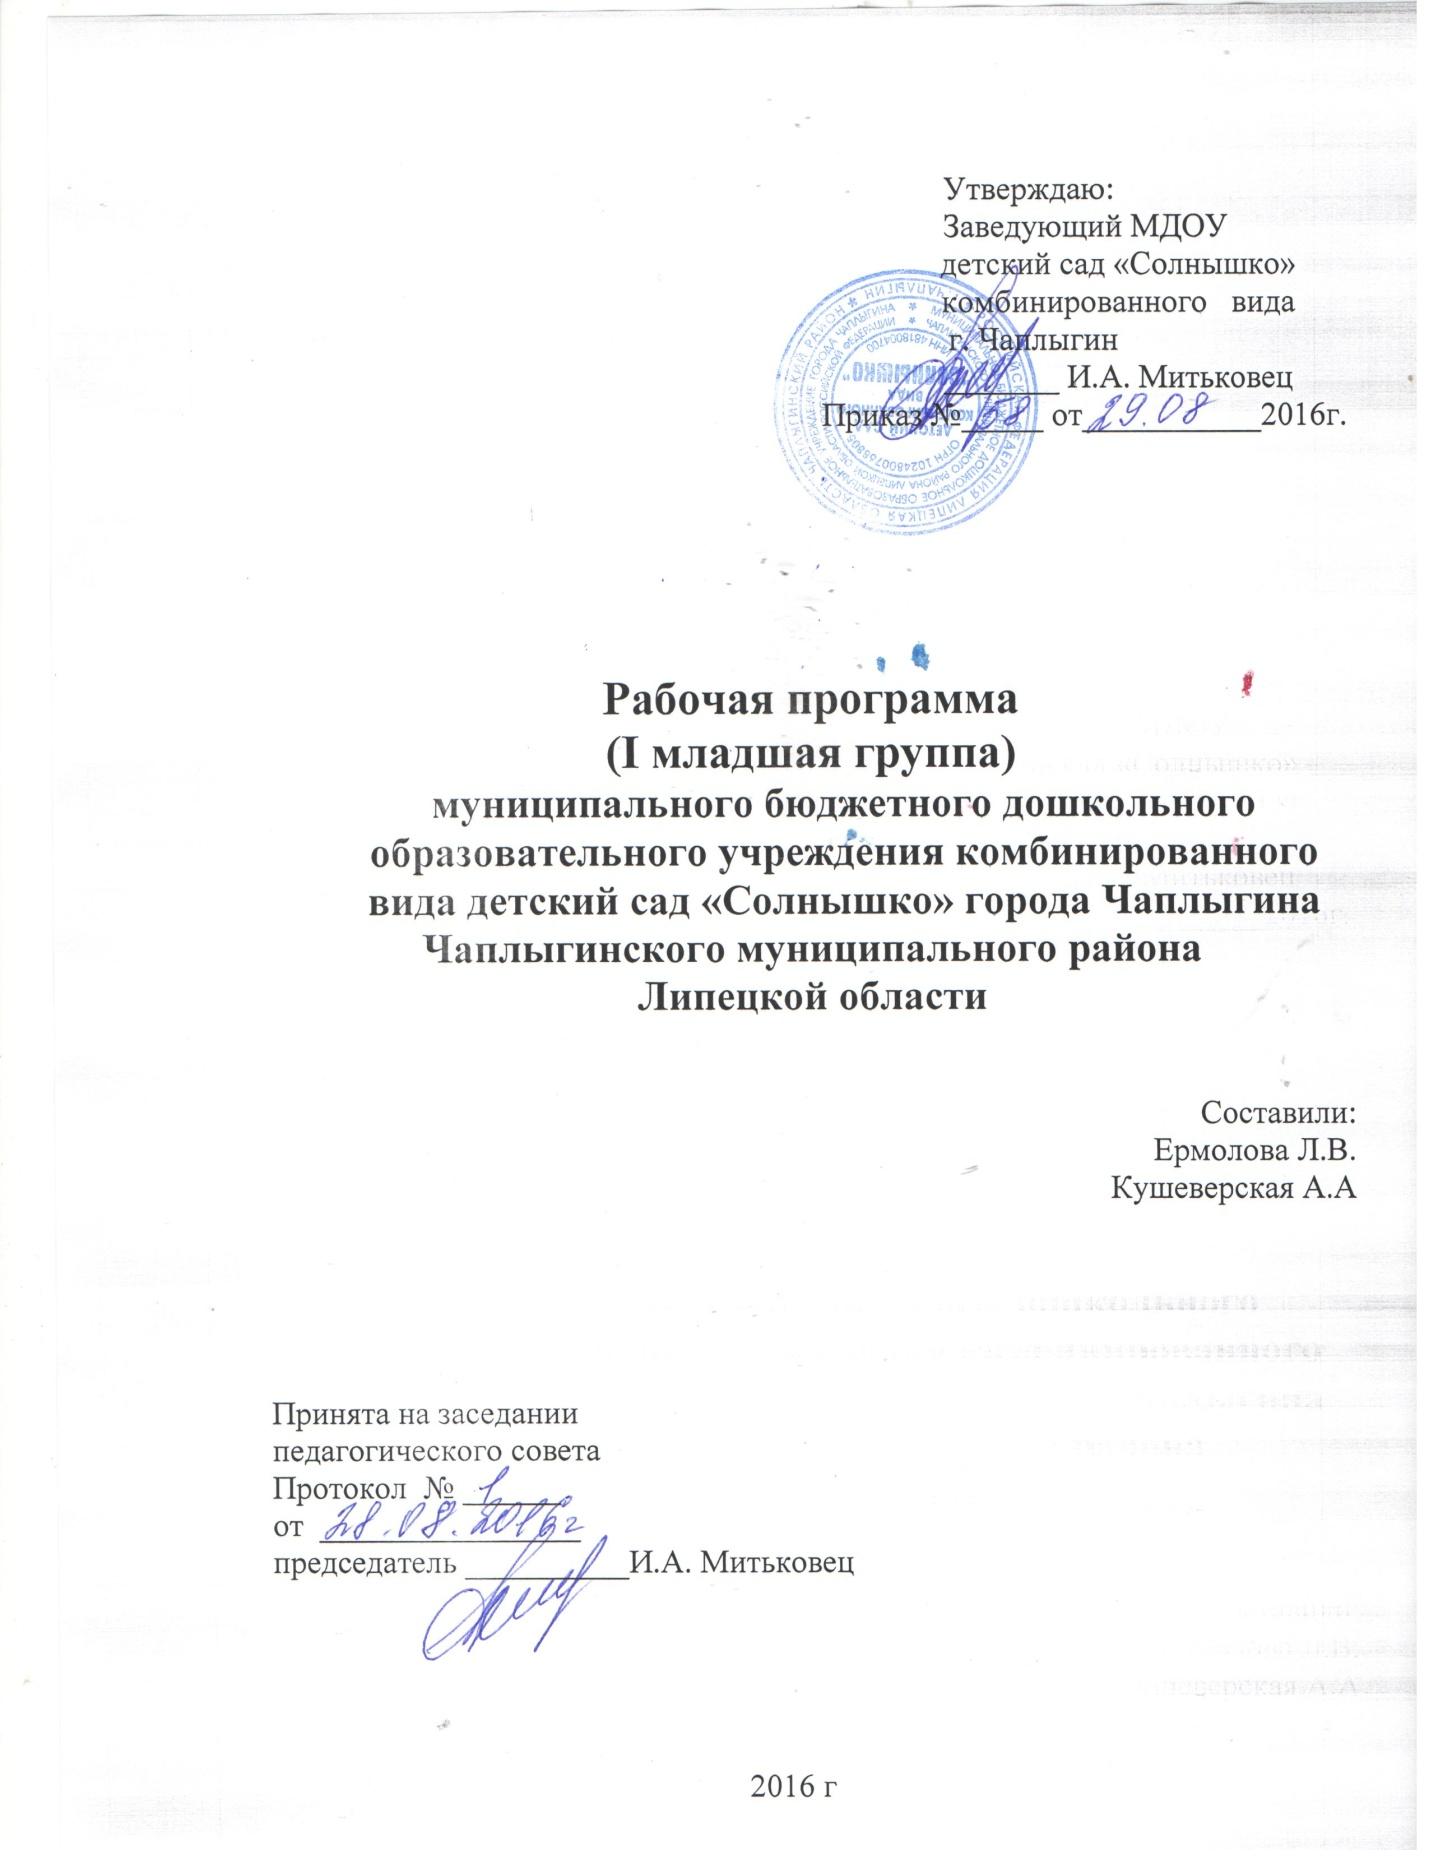 Утверждаю:
Заведующий МДОУ
детский сад «Солнышко»
комбинированного вида
г. Чаплыгин
И.А. Митьковец
Приказ № от 29.08 2016г.
Рабочая программа
(I младшая группа)
муниципального бюджетного дошкольного
образовательного учреждения комбинированного
вида детский сад «Солнышко» города Чаплыгина
Чаплыгинского муниципального района
Липецкой области
Составили:
Ермолова Л.В.
Кушеверская А.А
Принята на заседании
педагогического совета
Протокол № 1
от 28.08.2016г
председатель И.А. Митьковец
2016 г